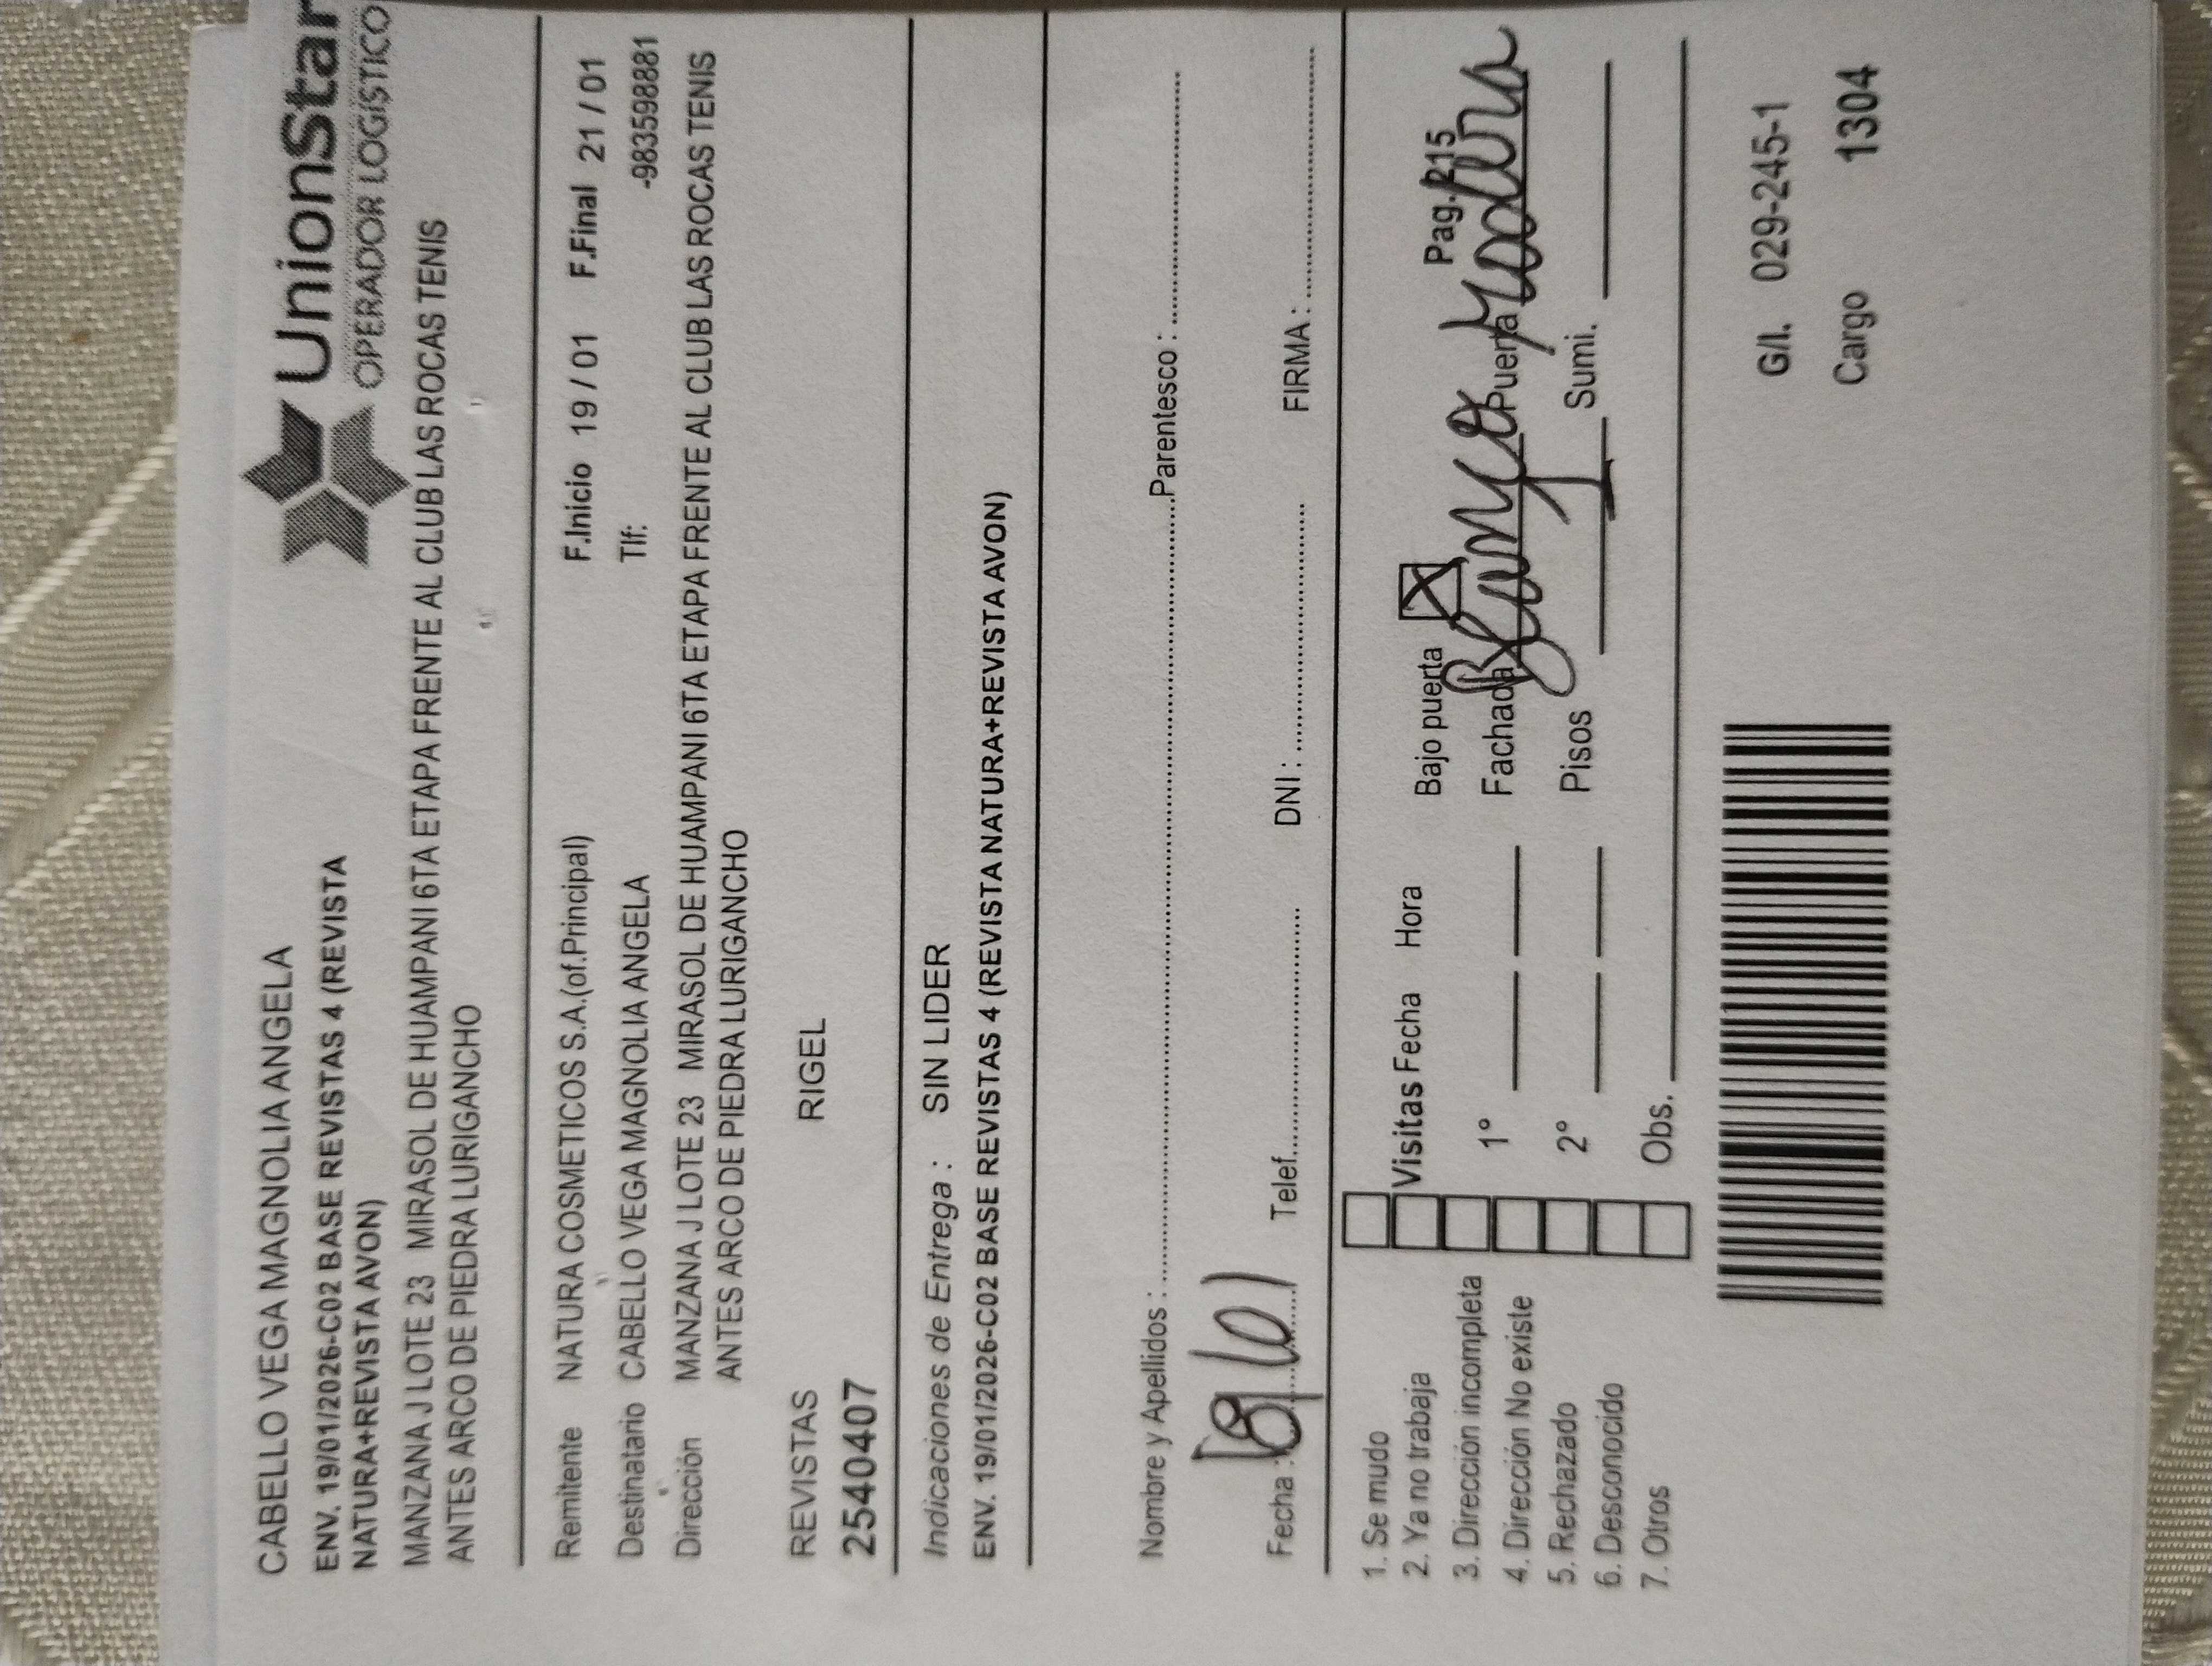 UnionStar
OPERADOR LOGÍSTICO
CABELLO VEGA MAGNOLIA ANGELA
ENV. 19/01/2026-C02 BASE REVISTAS 4 (REVISTA
NATURA+REVISTA AVON)
MANZANA J LOTE 23 MIRASOL DE HUAMPANI 6TA ETAPA FRENTE AL CLUB LAS ROCAS TENIS
ANTES ARCO DE PIEDRA LURIGANCHO
Remitente NATURA COSMETICOS S.A.(of.Principal) F.Inicio 19 / 01 F.Final 21 / 01
Destinatario CABELLO VEGA MAGNOLIA ANGELA Tlf: -983598881
Dirección MANZANA J LOTE 23 MIRASOL DE HUAMPANI 6TA ETAPA FRENTE AL CLUB LAS ROCAS TENIS
ANTES ARCO DE PIEDRA LURIGANCHO
REVISTAS RIGEL
2540407
Indicaciones de Entrega : SIN LIDER
ENV. 19/01/2026-C02 BASE REVISTAS 4 (REVISTA NATURA+REVISTA AVON)
Nombre y Apellidos : Parentesco :
Fecha : Telef. DNI : FIRMA :
1. Se mudo
2. Ya no trabaja
3. Dirección incompleta
4. Dirección No existe
5. Rechazado
6. Desconocido
7. Otros
Visitas Fecha Hora Bajo puerta Pag. 215
1° Fachada Blanca Puerta Madera
2° Pisos 1 Sumi.
Obs.
G/I. 029-245-1
Cargo 1304